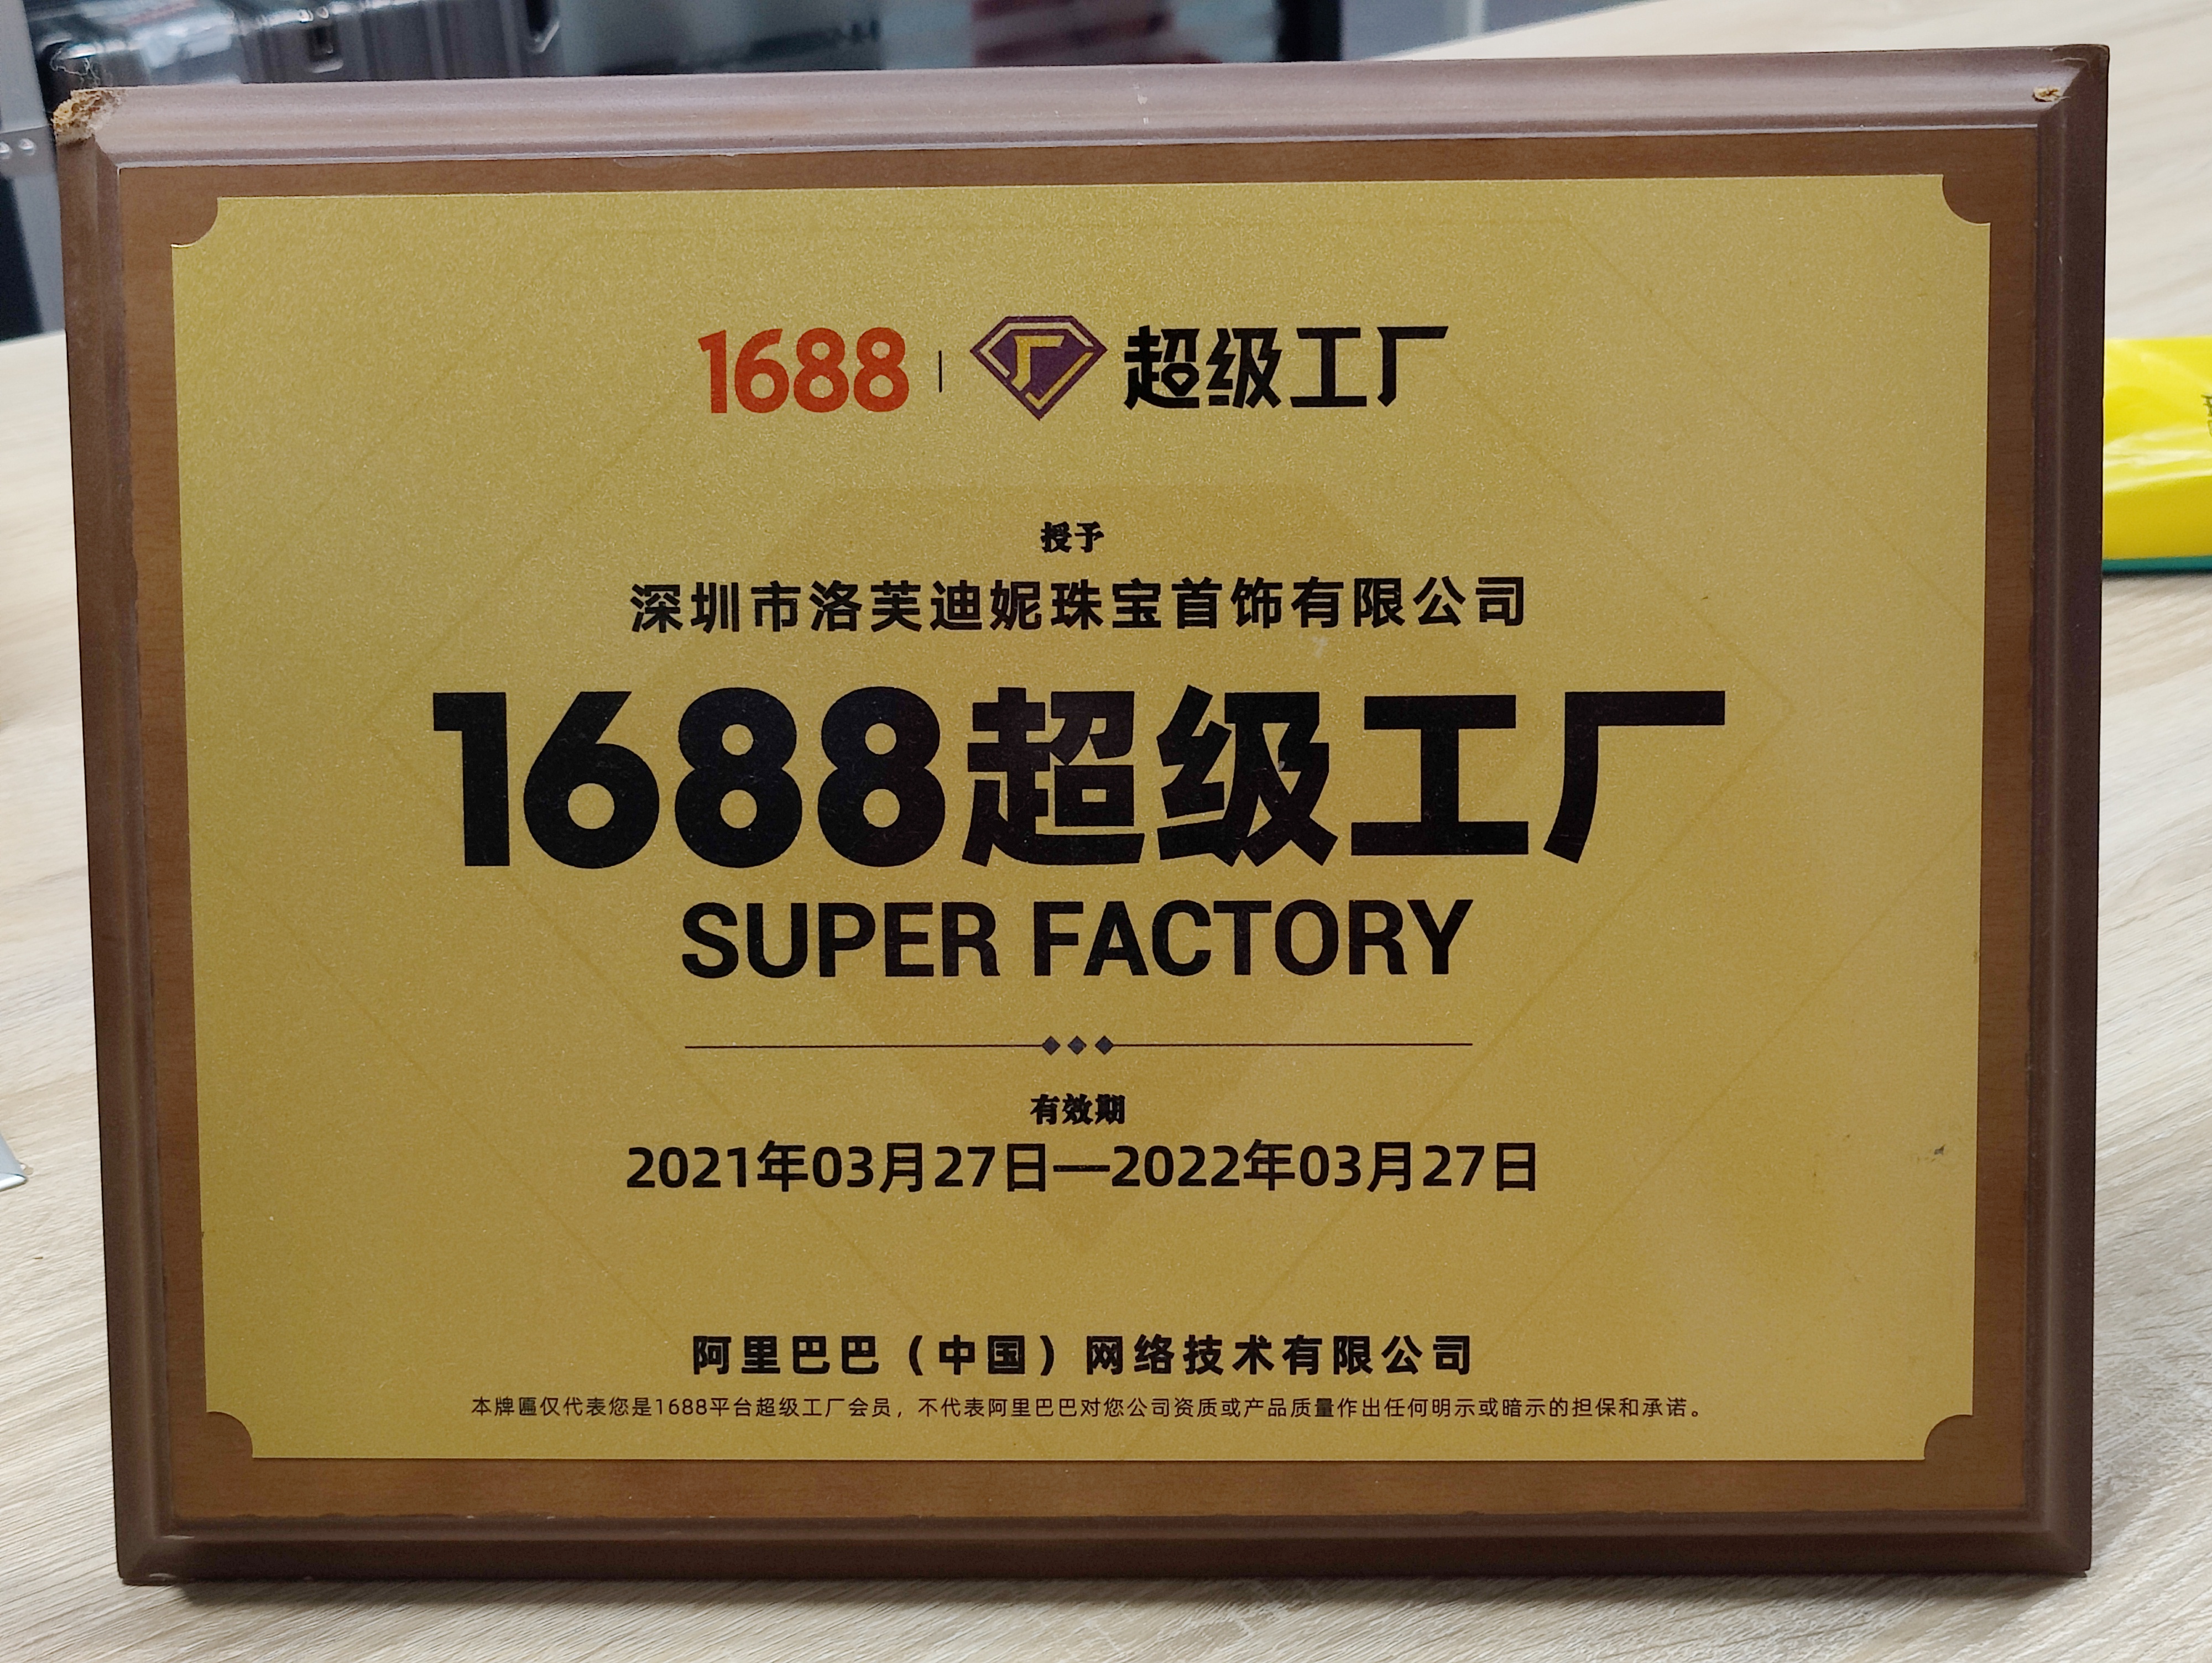 1688 | 超级工厂
授予
深圳市洛芙迪妮珠宝首饰有限公司
1688超级工厂
SUPER FACTORY
有效期
2021年03月27日—2022年03月27日
阿里巴巴（中国）网络技术有限公司
本牌匾仅代表您是1688平台超级工厂会员，不代表阿里巴巴对您公司资质或产品质量作出任何明示或暗示的担保和承诺。